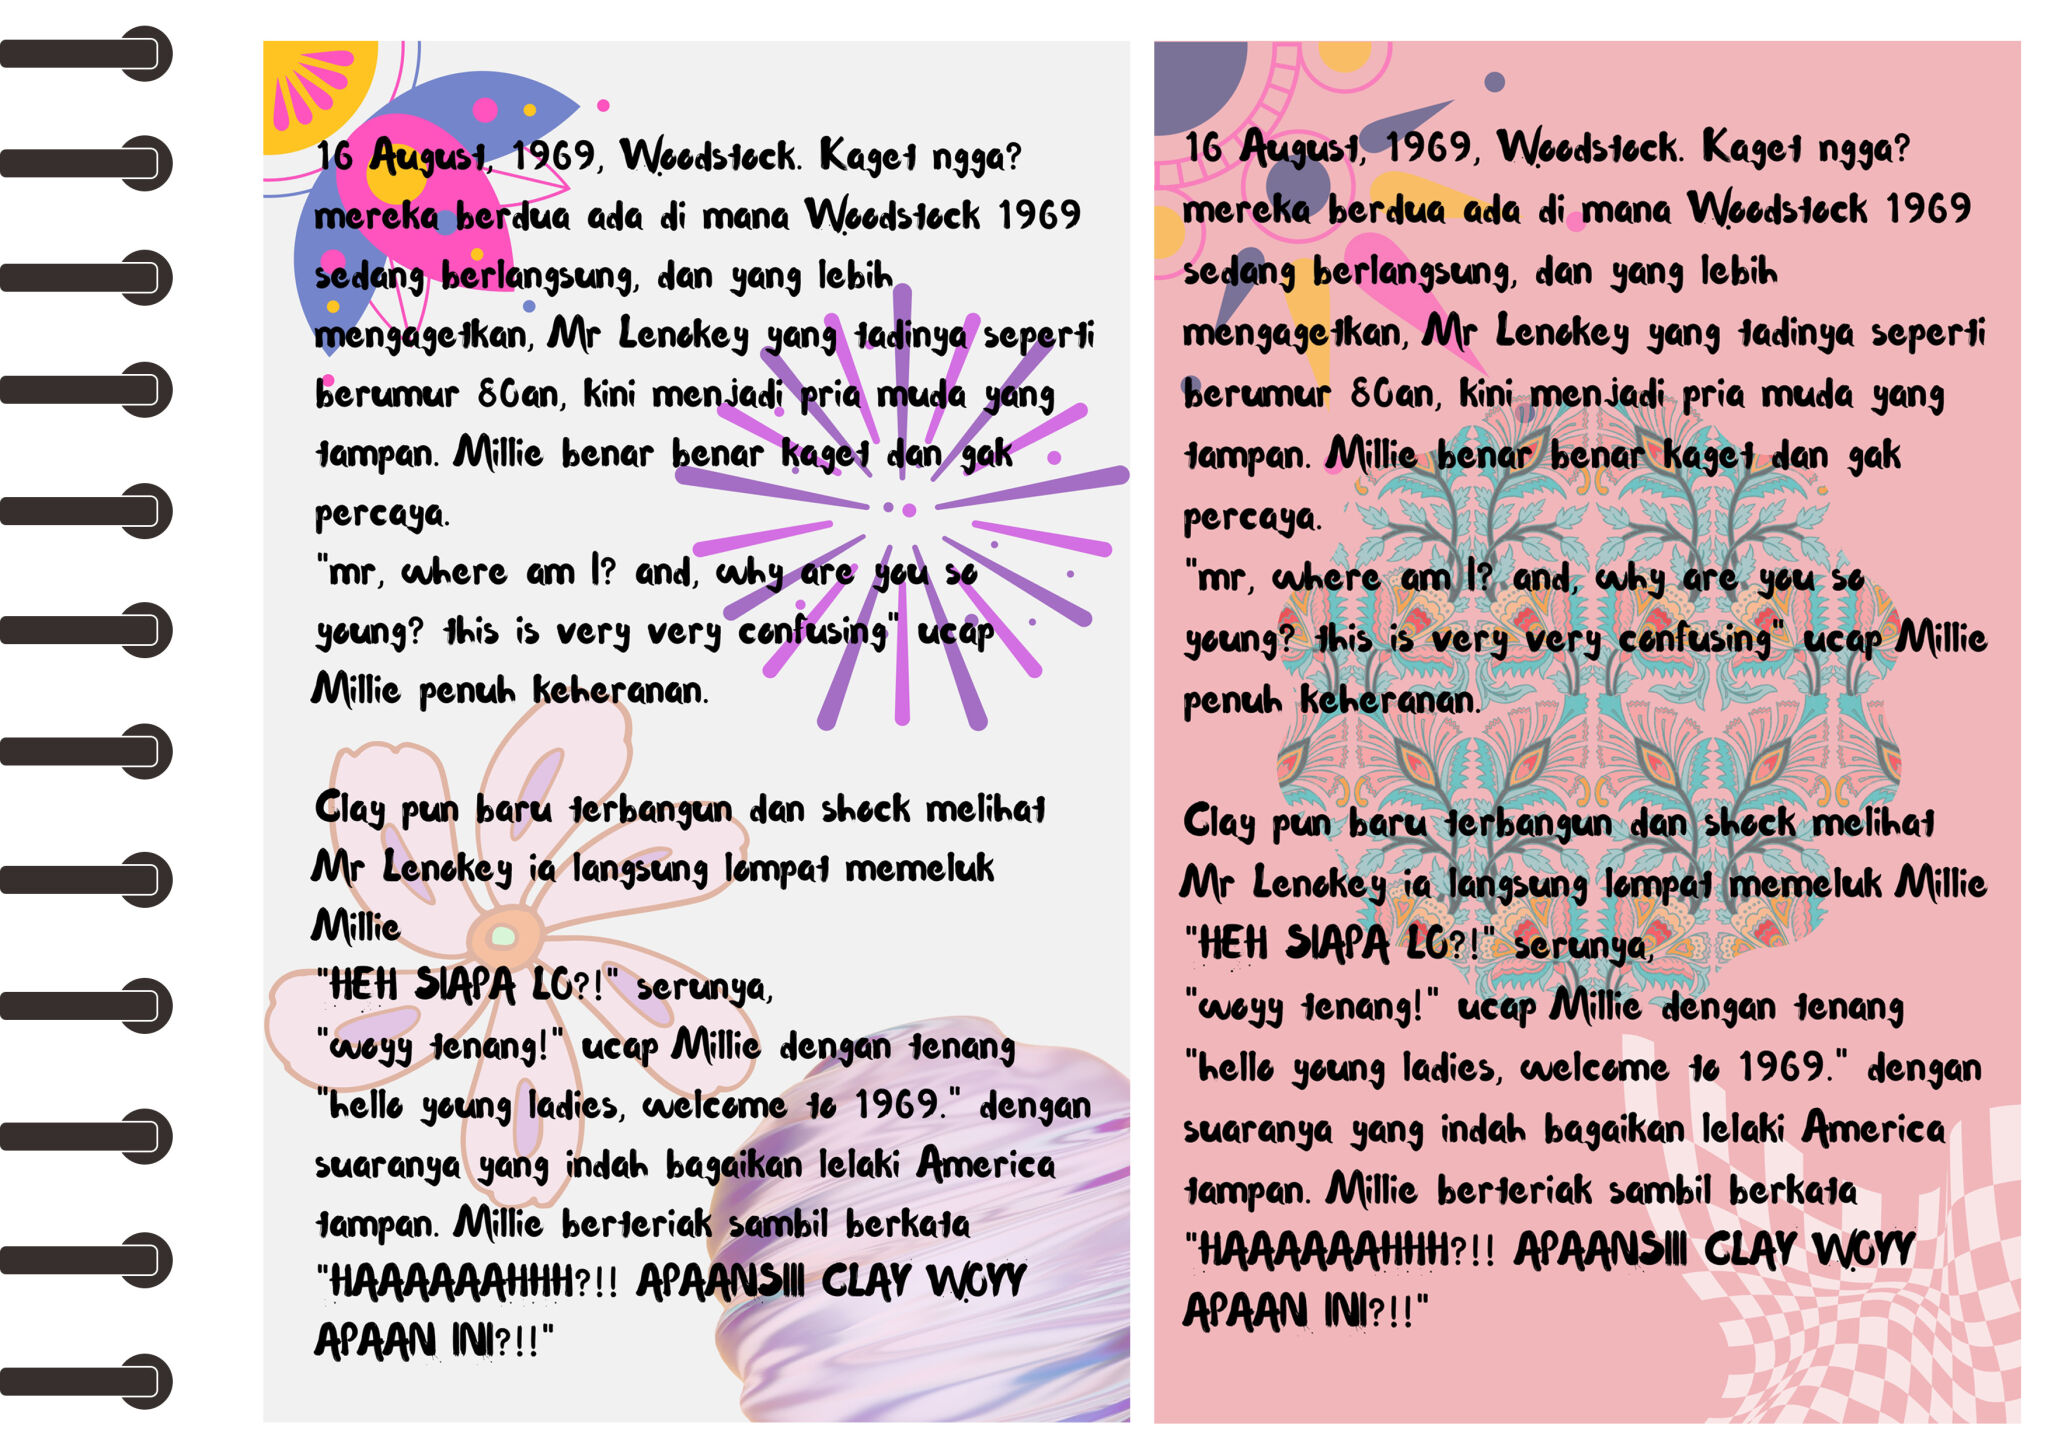 16 August, 1969, Woodstock. Kaget ngga?
mereka berdua ada di mana Woodstock 1969
sedang berlangsung, dan yang lebih
mengagetkan, Mr Lenokey yang tadinya seperti
berumur 80an, kini menjadi pria muda yang
tampan. Millie benar benar kaget dan gak
percaya.
"mr, where am I? and, why are you so
young? this is very very confusing" ucap
Millie penuh keheranan.
Clay pun baru terbangun dan shock melihat
Mr Lenokey ia langsung lompat memeluk
Millie
"HEH SIAPA LO?!" serunya,
"woyy tenang!" ucap Millie dengan tenang
"hello young ladies, welcome to 1969." dengan
suaranya yang indah bagaikan lelaki America
tampan. Millie berteriak sambil berkata
"HAAAAAAHHH?!! APAANSIII CLAY WOYY
APAAN INI?!!"
16 August, 1969, Woodstock. Kaget ngga?
mereka berdua ada di mana Woodstock 1969
sedang berlangsung, dan yang lebih
mengagetkan, Mr Lenokey yang tadinya seperti
berumur 80an, kini menjadi pria muda yang
tampan. Millie benar benar kaget dan gak
percaya.
"mr, where am I? and, why are you so
young? this is very very confusing" ucap Millie
penuh keheranan.
Clay pun baru terbangun dan shock melihat
Mr Lenokey ia langsung lompat memeluk Millie
"HEH SIAPA LO?!" serunya,
"woyy tenang!" ucap Millie dengan tenang
"hello young ladies, welcome to 1969." dengan
suaranya yang indah bagaikan lelaki America
tampan. Millie berteriak sambil berkata
"HAAAAAAHHH?!! APAANSIII CLAY WOYY
APAAN INI?!!"